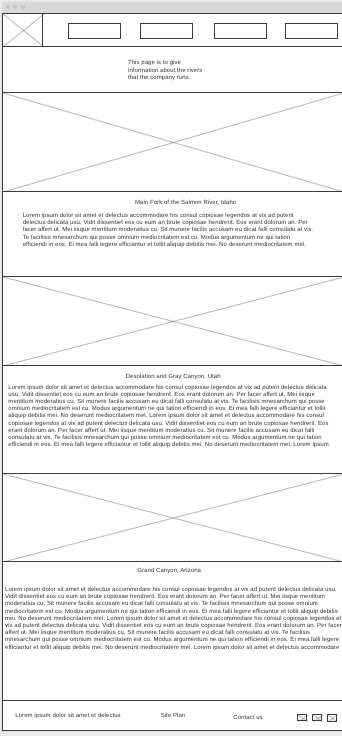 This page is to give
information about the rivers
that the company runs.
Main Fork of the Salmon River, Idaho
Lorem ipsum dolor sit amet et delectus accommodare his consul copiosae legendos at vix ad putent
delectus delicata usu. Vidit dissentiet eos cu eum an brute copiosae hendrerit. Eos erant dolorum an. Per
facer affert ut. Mei iisque mentitum moderatius cu. Sit munere facilis accusam eu dicat falli consulatu at vis.
Te facilisis mnesarchum qui posse omnium mediocritatem est cu. Modus argumentum ne qui tation
efficiendi in eos. Ei mea falli legere efficiantur et tollit aliquip debitis mei. No deserunt mediocritatem mel.
Desolation and Gray Canyon, Utah
Lorem ipsum dolor sit amet et delectus accommodare his consul copiosae legendos at vix ad putent delectus delicata
usu. Vidit dissentiet eos cu eum an brute copiosae hendrerit. Eos erant dolorum an. Per facer affert ut. Mei iisque
mentitum moderatius cu. Sit munere facilis accusam eu dicat falli consulatu at vis. Te facilisis mnesarchum qui posse
omnium mediocritatem est cu. Modus argumentum ne qui tation efficiendi in eos. Ei mea falli legere efficiantur et tollit
aliquip debitis mei. No deserunt mediocritatem mel. Lorem ipsum dolor sit amet et delectus accommodare his consul
copiosae legendos at vix ad putent delectus delicata usu. Vidit dissentiet eos cu eum an brute copiosae hendrerit. Eos
erant dolorum an. Per facer affert ut. Mei iisque mentitum moderatius cu. Sit munere facilis accusam eu dicat falli
consulatu at vis. Te facilisis mnesarchum qui posse omnium mediocritatem est cu. Modus argumentum ne qui tation
efficiendi in eos. Ei mea falli legere efficiantur et tollit aliquip debitis mei. No deserunt mediocritatem mel. Lorem ipsum
Grand Canyon, Arizona
Lorem ipsum dolor sit amet et delectus accommodare his consul copiosae legendos at vix ad putent delectus delicata usu.
Vidit dissentiet eos cu eum an brute copiosae hendrerit. Eos erant dolorum an. Per facer affert ut. Mei iisque mentitum
moderatius cu. Sit munere facilis accusam eu dicat falli consulatu at vis. Te facilisis mnesarchum qui posse omnium
mediocritatem est cu. Modus argumentum ne qui tation efficiendi in eos. Ei mea falli legere efficiantur et tollit aliquip debitis
mei. No deserunt mediocritatem mel. Lorem ipsum dolor sit amet et delectus accommodare his consul copiosae legendos at
vix ad putent delectus delicata usu. Vidit dissentiet eos cu eum an brute copiosae hendrerit. Eos erant dolorum an. Per facer
affert ut. Mei iisque mentitum moderatius cu. Sit munere facilis accusam eu dicat falli consulatu at vis. Te facilisis
mnesarchum qui posse omnium mediocritatem est cu. Modus argumentum ne qui tation efficiendi in eos. Ei mea falli legere
efficiantur et tollit aliquip debitis mei. No deserunt mediocritatem mel. Lorem ipsum dolor sit amet et delectus accommodare
Lorem ipsum dolor sit amet et delectus
Site Plan
Contact us